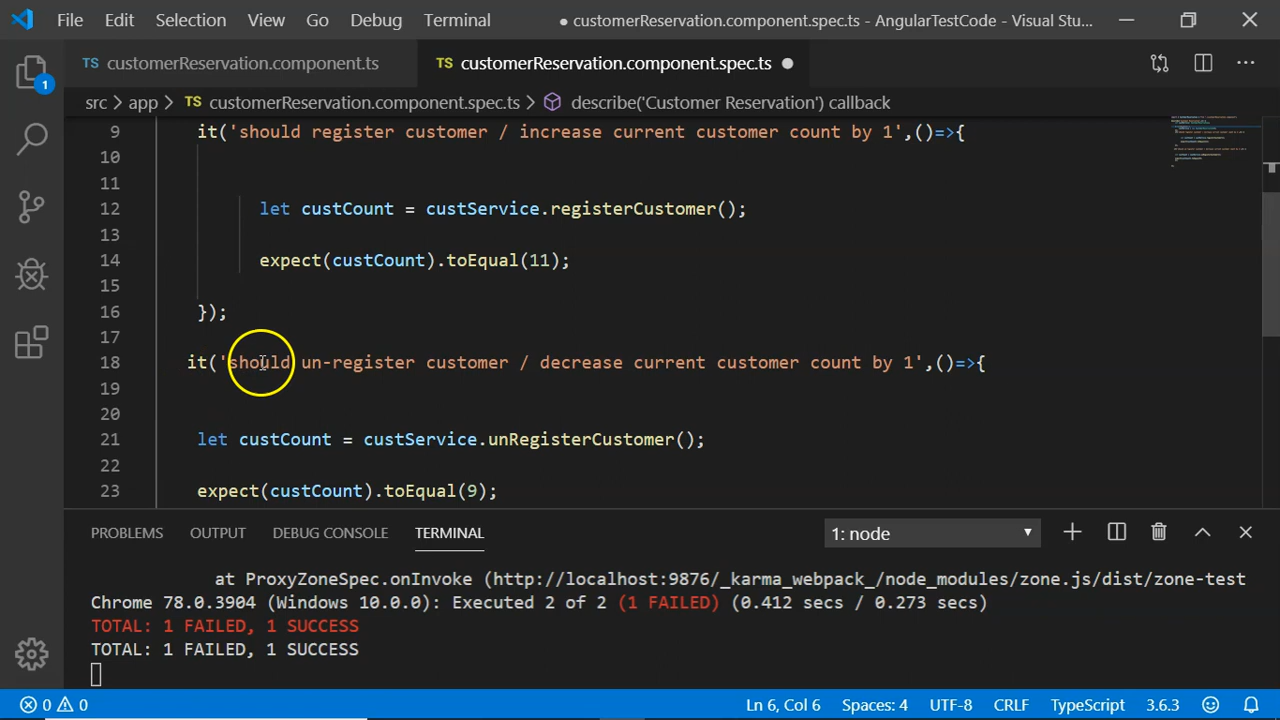 File Edit Selection View Go Debug Terminal ● customerReservation.component.spec.ts - AngularTestCode - Visual Stu...
TS customerReservation.component.ts TS customerReservation.component.spec.ts
1
src > app > TS customerReservation.component.spec.ts > describe('Customer Reservation') callback
9 it('should register customer / increase current customer count by 1',()=>{
10
11
12 let custCount = custService.registerCustomer();
13
14 expect(custCount).toEqual(11);
15
16 });
17
18 it('should un-register customer / decrease current customer count by 1',()=>{
19
20
21 let custCount = custService.unRegisterCustomer();
22
23 expect(custCount).toEqual(9);
PROBLEMS OUTPUT DEBUG CONSOLE TERMINAL 1: node
at ProxyZoneSpec.onInvoke (http://localhost:9876/_karma_webpack_/node_modules/zone.js/dist/zone-test
Chrome 78.0.3904 (Windows 10.0.0): Executed 2 of 2 (1 FAILED) (0.412 secs / 0.273 secs)
TOTAL: 1 FAILED, 1 SUCCESS
TOTAL: 1 FAILED, 1 SUCCESS
0 0 Ln 6, Col 6 Spaces: 4 UTF-8 CRLF TypeScript 3.6.3